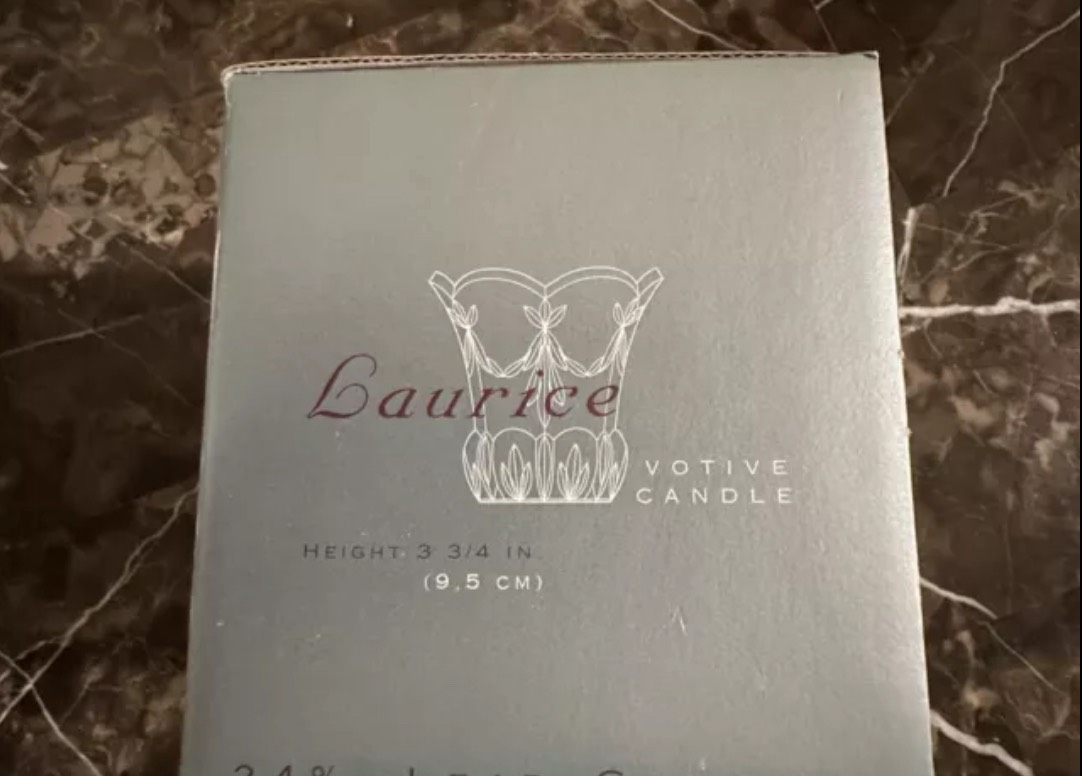 Laurice
VOTIVE
CANDLE
HEIGHT 3 3/4 IN.
(9.5 CM)